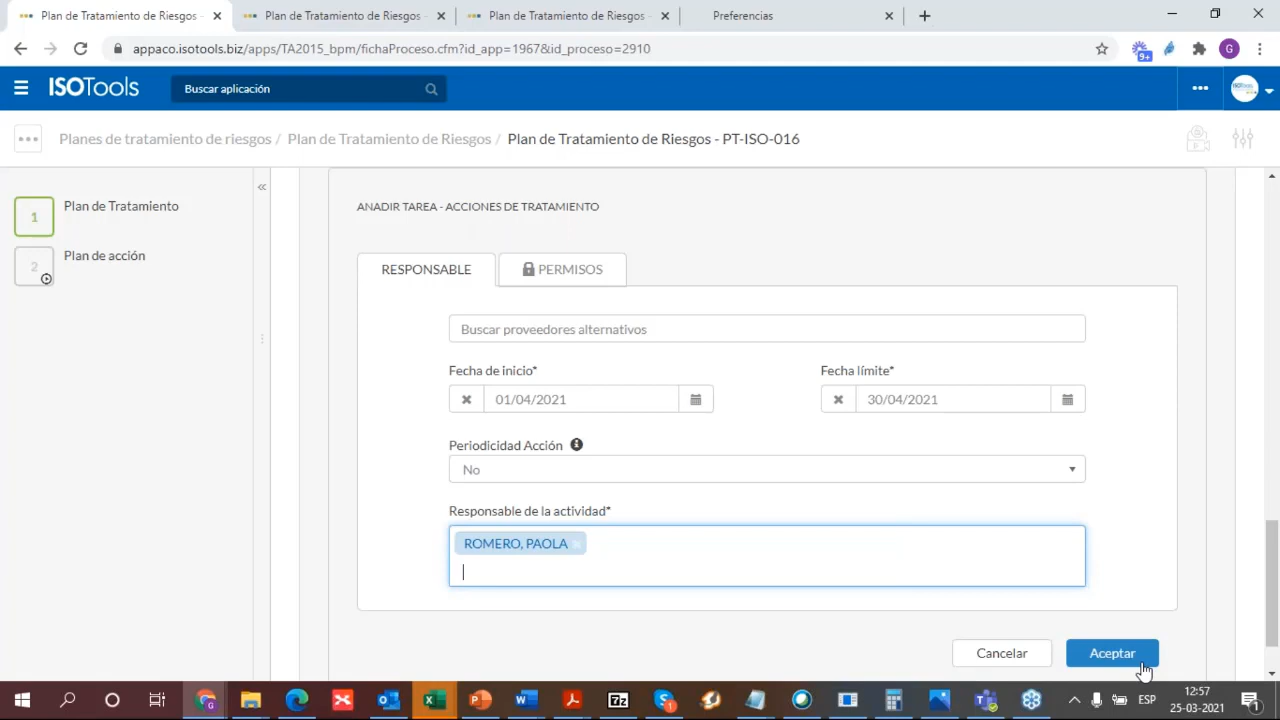 Plan de Tratamiento de Riesgos -
Plan de Tratamiento de Riesgos -
Plan de Tratamiento de Riesgos -
Preferencias
appaco.isotools.biz/apps/TA2015_bpm/fichaProceso.cfm?id_app=1967&id_proceso=2910
9+
G
ISOTools
Buscar aplicación
Planes de tratamiento de riesgos / Plan de Tratamiento de Riesgos / Plan de Tratamiento de Riesgos - PT-ISO-016
1 Plan de Tratamiento
2 Plan de acción
ANADIR TAREA - ACCIONES DE TRATAMIENTO
RESPONSABLE
PERMISOS
Buscar proveedores alternativos
Fecha de inicio*
Fecha límite*
01/04/2021
30/04/2021
Periodicidad Acción
No
Responsable de la actividad*
ROMERO, PAOLA
Cancelar
Aceptar
ESP
12:57
25-03-2021